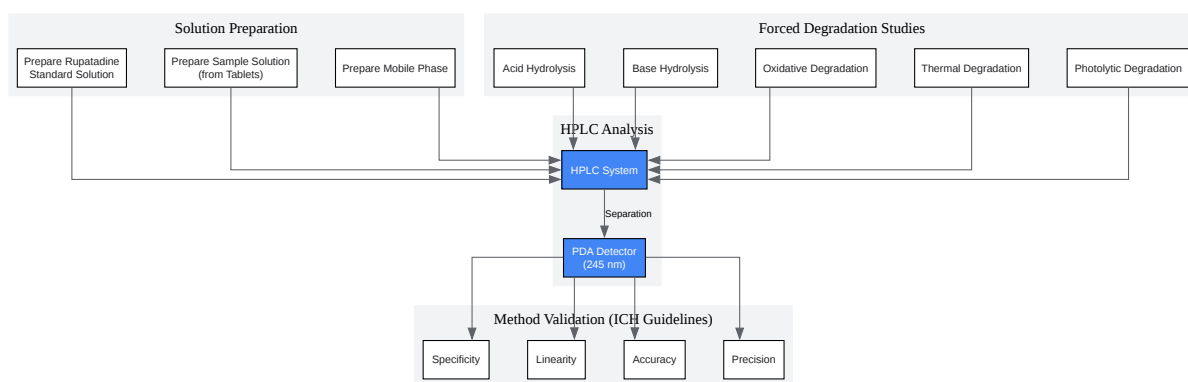 Solution Preparation
Prepare Rupatadine
Standard Solution
Prepare Sample Solution
(from Tablets)
Prepare Mobile Phase
Forced Degradation Studies
Acid Hydrolysis
Base Hydrolysis
Oxidative Degradation
Thermal Degradation
Photolytic Degradation
HPLC Analysis
HPLC System
Separation
PDA Detector
(245 nm)
Method Validation (ICH Guidelines)
Specificity
Linearity
Accuracy
Precision